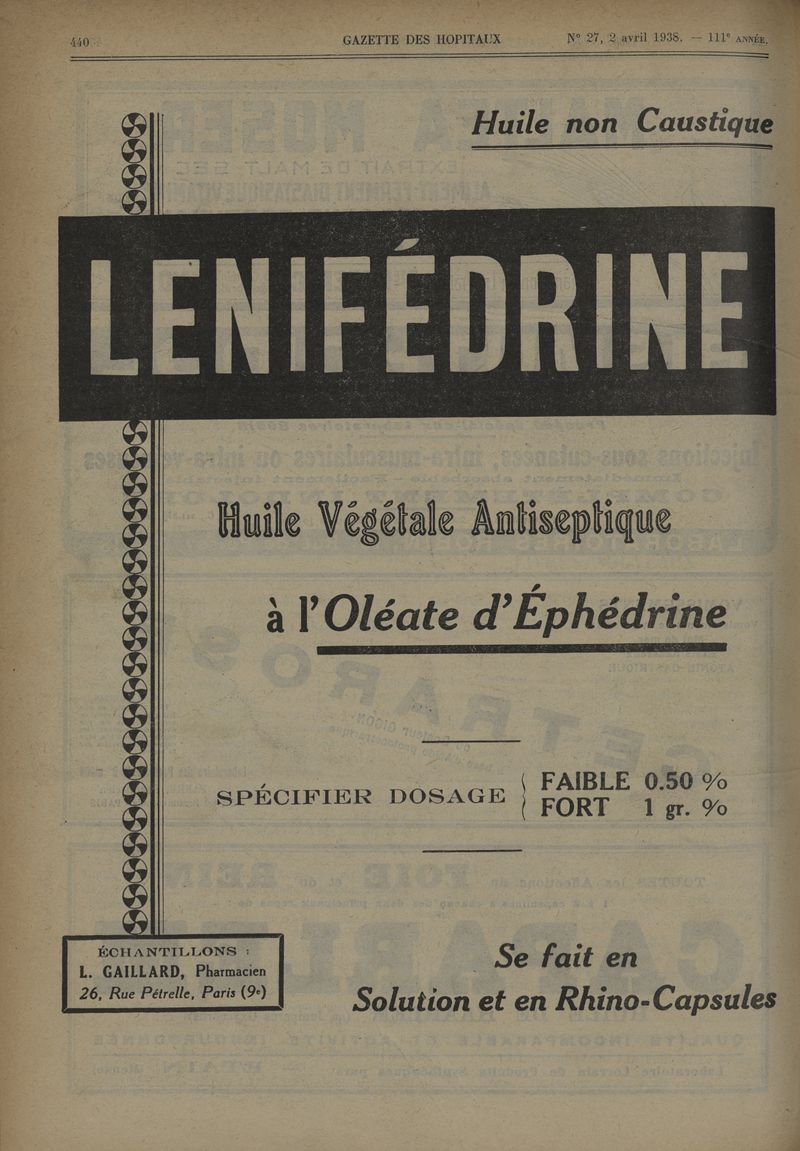 440
GAZETTE DES HOPITAUX
N° 27, 2 avril 1938. — 111e ANNÉE.
Huile non Caustique
LENIFÉDRINE
Huile Végétale Antiseptique
à l'Oléate d'Éphédrine
SPÉCIFIER DOSAGE
FAIBLE 0.50 %
FORT 1 gr. %
ÉCHANTILLONS :
L. GAILLARD, Pharmacien
26, Rue Pétrelle, Paris (9e)
Se fait en
Solution et en Rhino-Capsules